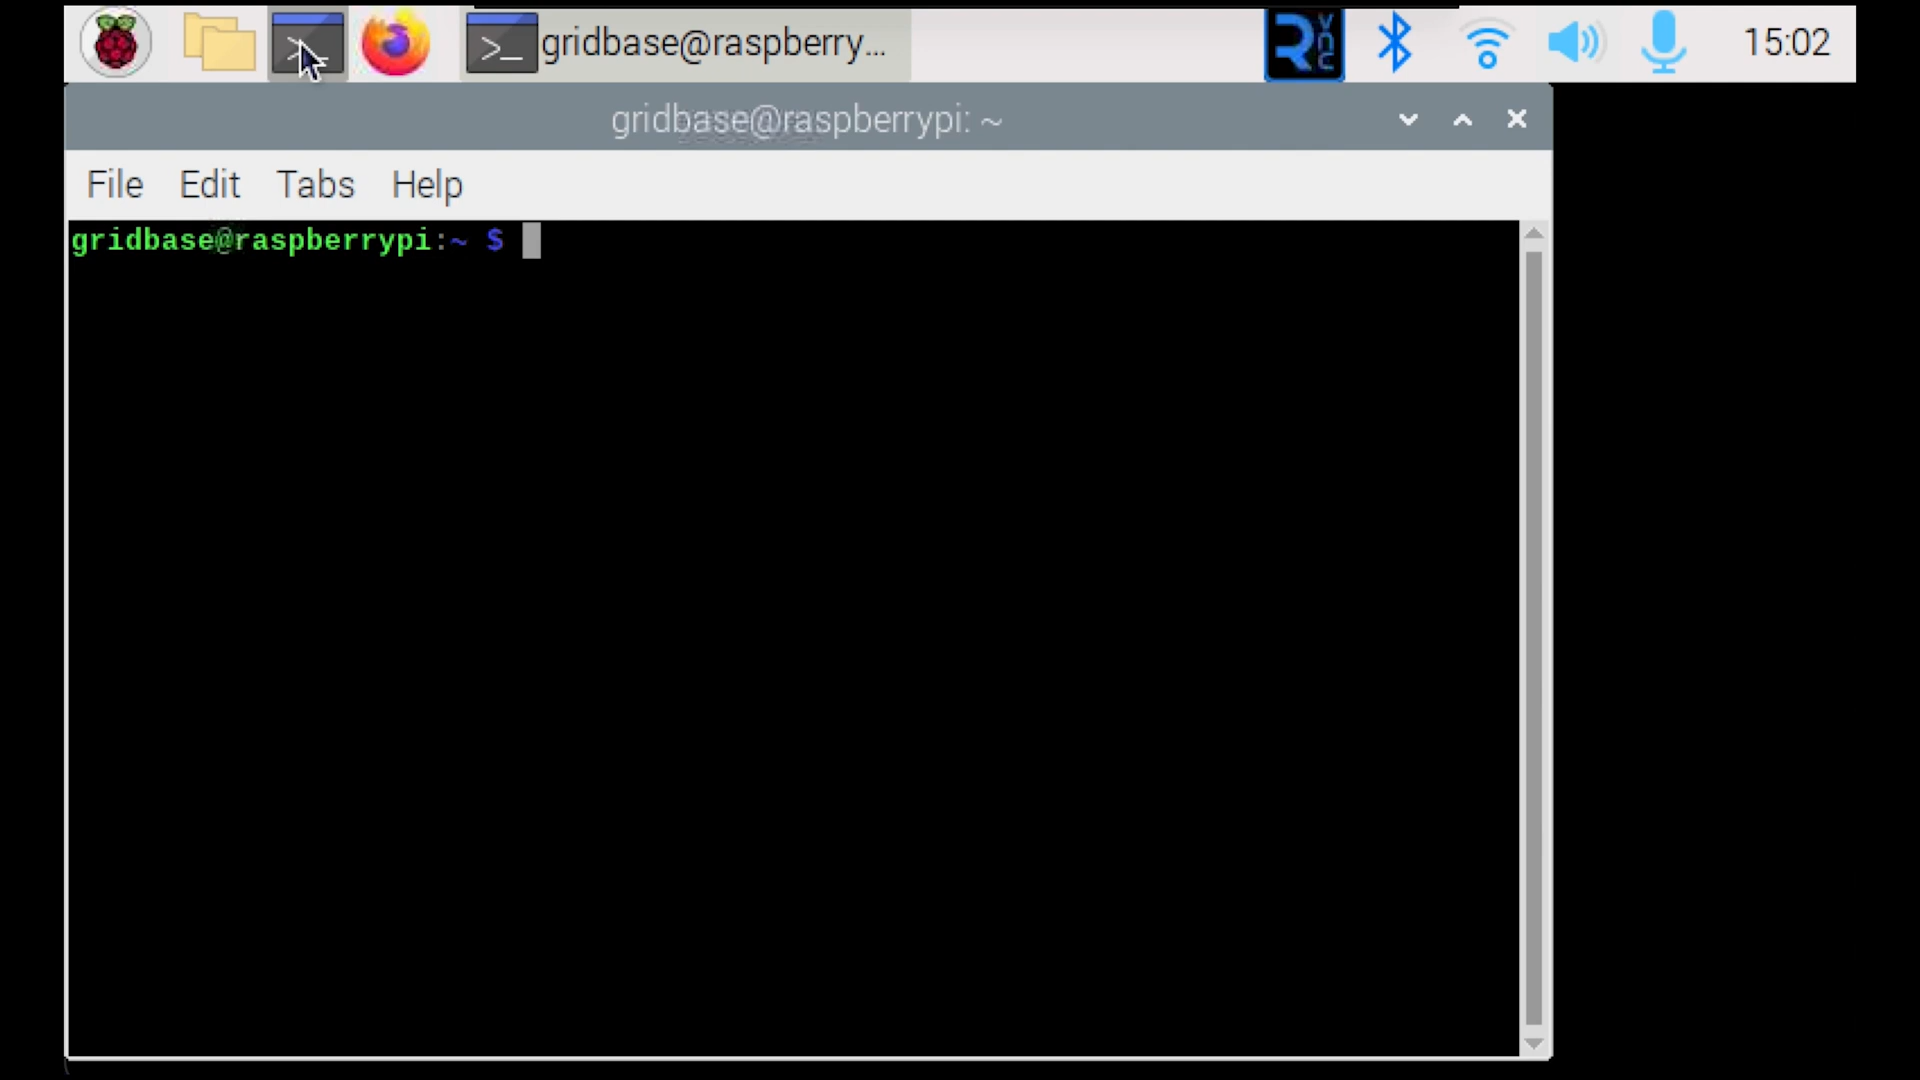 gridbase@raspberry... 15:02
gridbase@raspberrypi: ~
File Edit Tabs Help
gridbase@raspberrypi:~ $